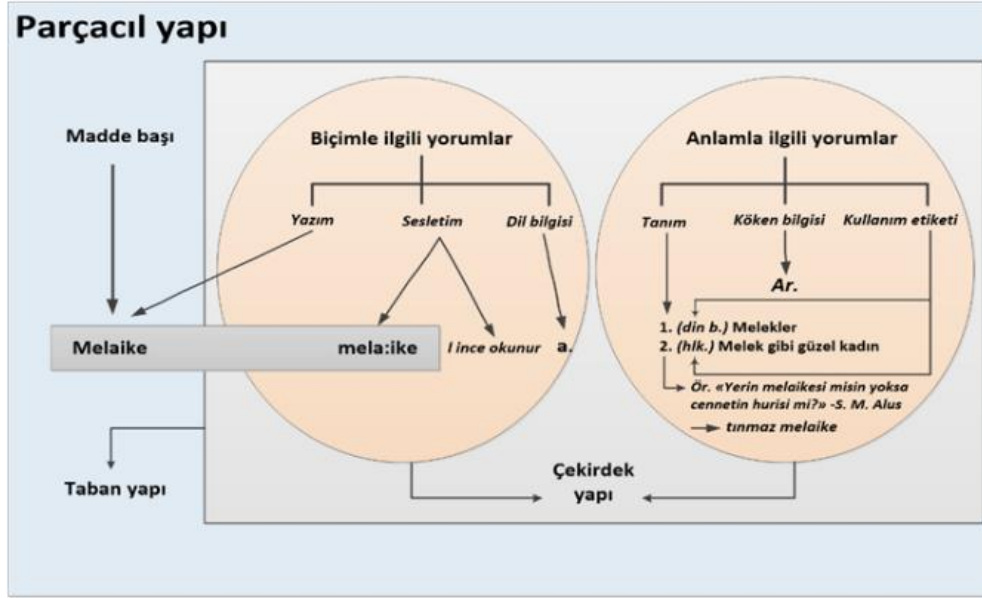 Parçacıl yapı
Madde başı
Biçimle ilgili yorumlar
Yazım
Sesletim
Dil bilgisi
Melaike
mela:ike
l ince okunur
a.
Anlamla ilgili yorumlar
Tanım
Köken bilgisi
Kullanım etiketi
Ar.
1. (din b.) Melekler
2. (hlk.) Melek gibi güzel kadın
Ör. «Yerin melaikesi misin yoksa
cennetin hurisi mi?» -S. M. Alus
tınmaz melaike
Taban yapı
Çekirdek
yapı